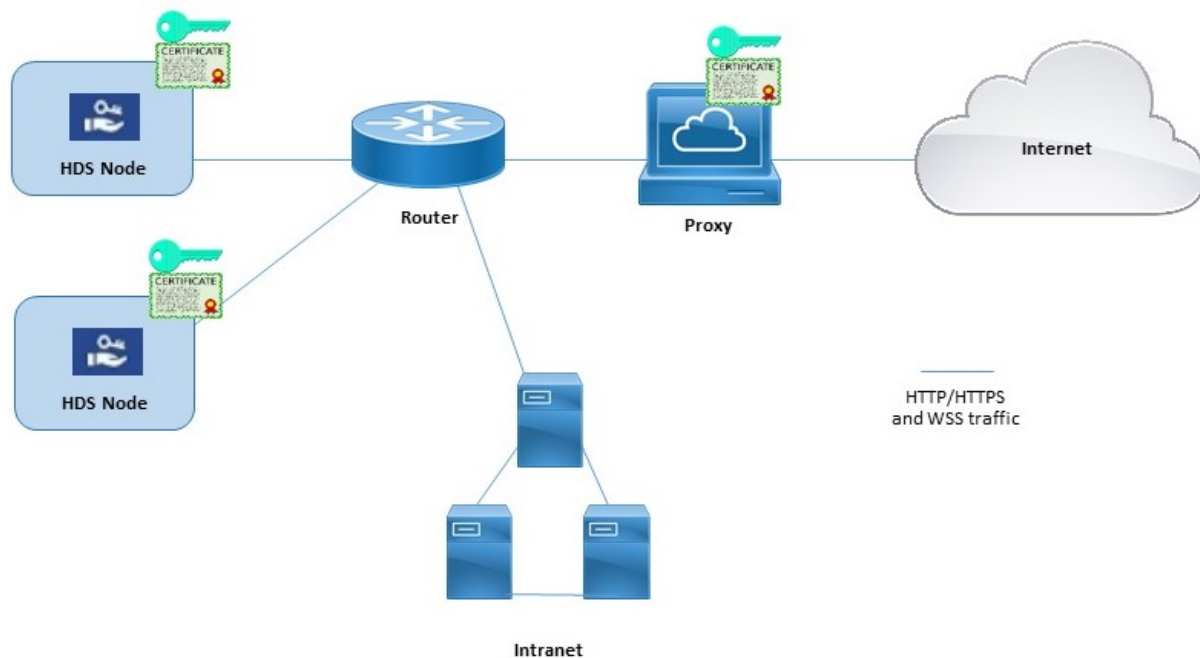 CERTIFICATE
HDS Node
Router
CERTIFICATE
Proxy
Internet
CERTIFICATE
HDS Node
HTTP/HTTPS
and WSS traffic
Intranet